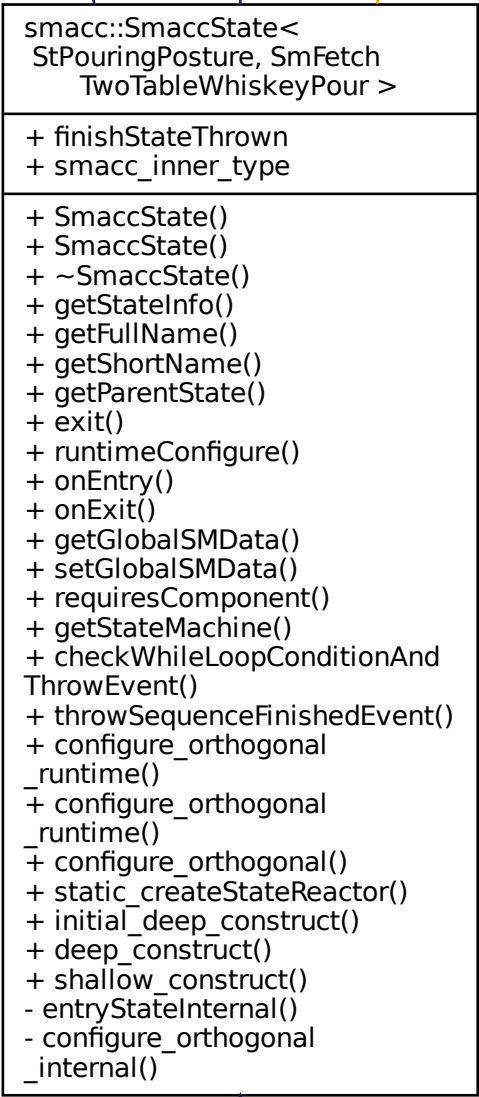 smacc::SmaccState<
StPouringPosture, SmFetch
TwoTableWhiskeyPour >
+ finishStateThrown
+ smacc_inner_type
+ SmaccState()
+ SmaccState()
+ ~SmaccState()
+ getStateInfo()
+ getFullName()
+ getShortName()
+ getParentState()
+ exit()
+ runtimeConfigure()
+ onEntry()
+ onExit()
+ getGlobalSMData()
+ setGlobalSMData()
+ requiresComponent()
+ getStateMachine()
+ checkWhileLoopConditionAnd
ThrowEvent()
+ throwSequenceFinishedEvent()
+ configure_orthogonal
_runtime()
+ configure_orthogonal
_runtime()
+ configure_orthogonal()
+ static_createStateReactor()
+ initial_deep_construct()
+ deep_construct()
+ shallow_construct()
- entryStateInternal()
- configure_orthogonal
_internal()